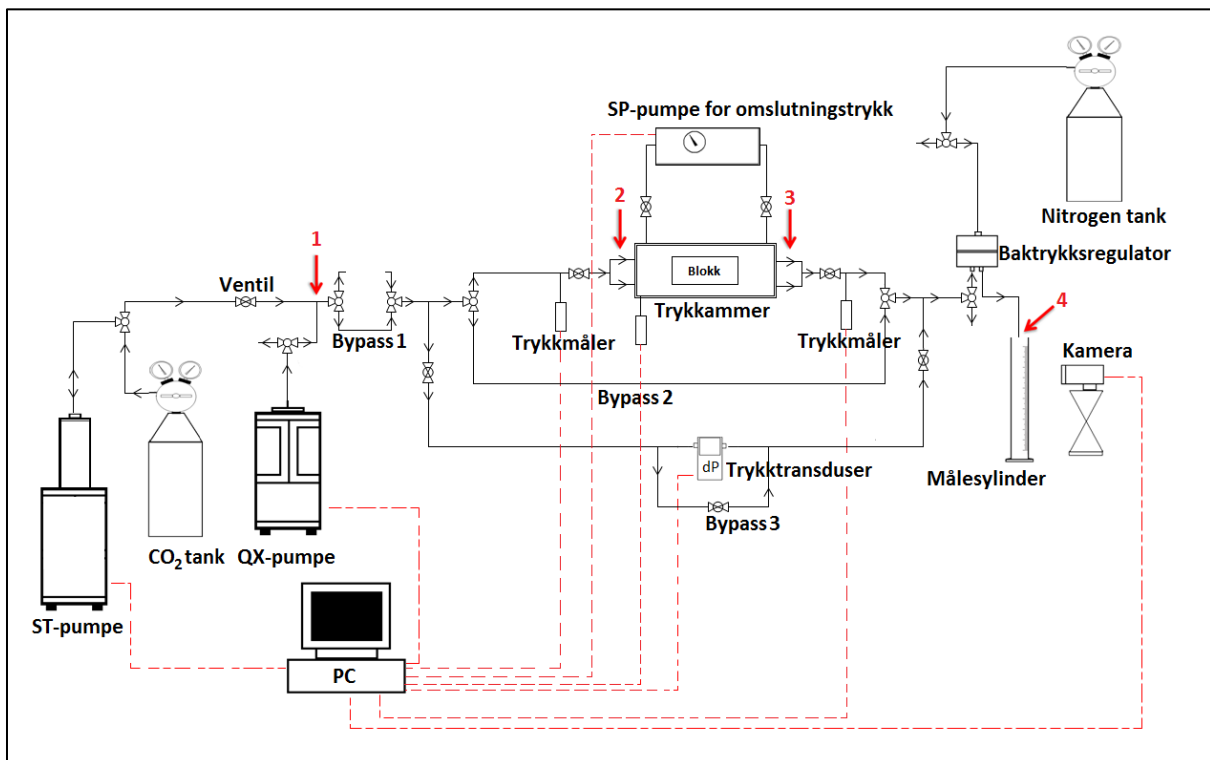 SP-pumpe for omslutningstrykk
Nitrogen tank
2
3
1
Baktrykksregulator
Ventil
Blokk
Trykkammer
4
Bypass 1
Trykkmåler
Trykkmåler
Kamera
Bypass 2
dP
Trykktransduser
Målesylinder
Bypass 3
CO₂ tank
QX-pumpe
ST-pumpe
PC